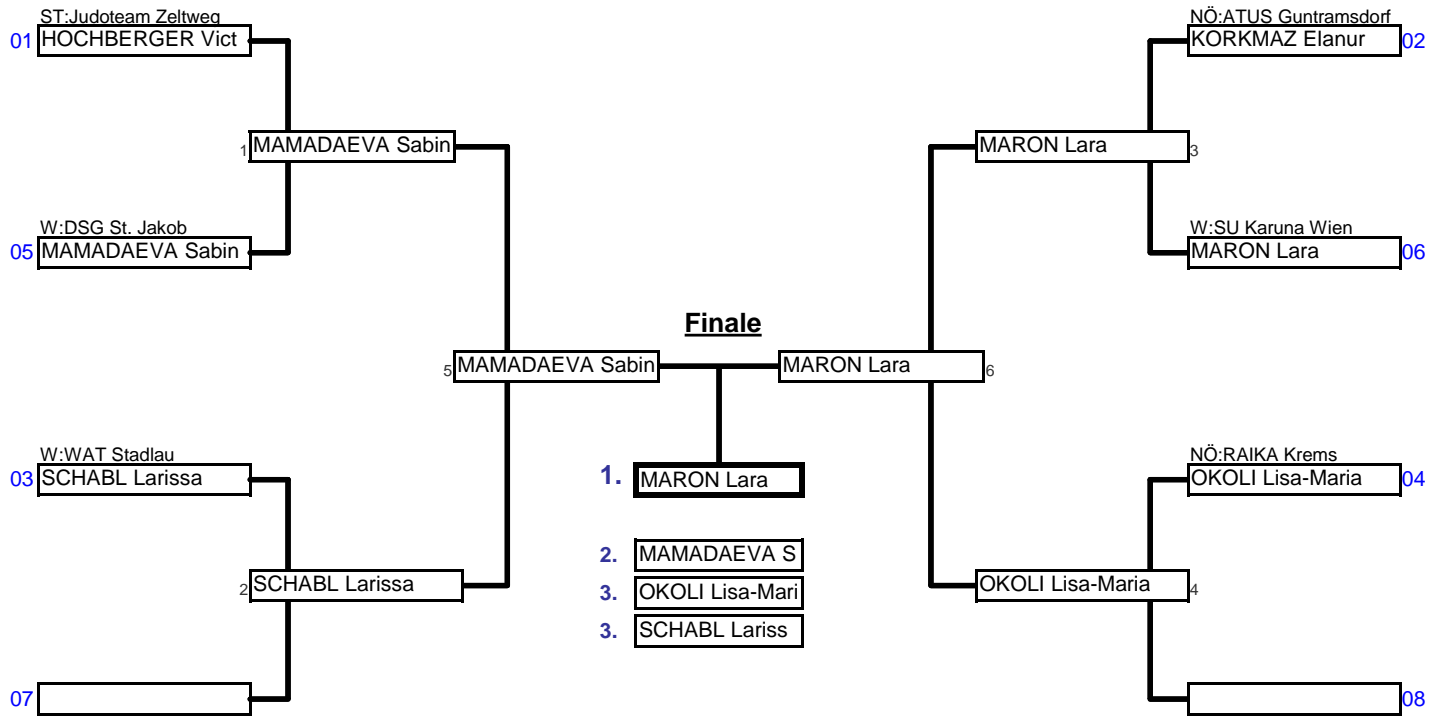 ST:Judoteam Zeltweg
01 HOCHBERGER Vict
1 MAMADAEVA Sabin
W:DSG St. Jakob
05 MAMADAEVA Sabin
5 MAMADAEVA Sabin
W:WAT Stadlau
03 SCHABL Larissa
2 SCHABL Larissa
07
Finale
1. MARON Lara
2. MAMADAEVA S
3. OKOLI Lisa-Mari
3. SCHABL Lariss
NÖ:ATUS Guntramsdorf
KORKMAZ Elanur 02
MARON Lara 3
W:SU Karuna Wien
MARON Lara 06
MARON Lara 6
NÖ:RAIKA Krems
OKOLI Lisa-Maria 04
OKOLI Lisa-Maria 4
08